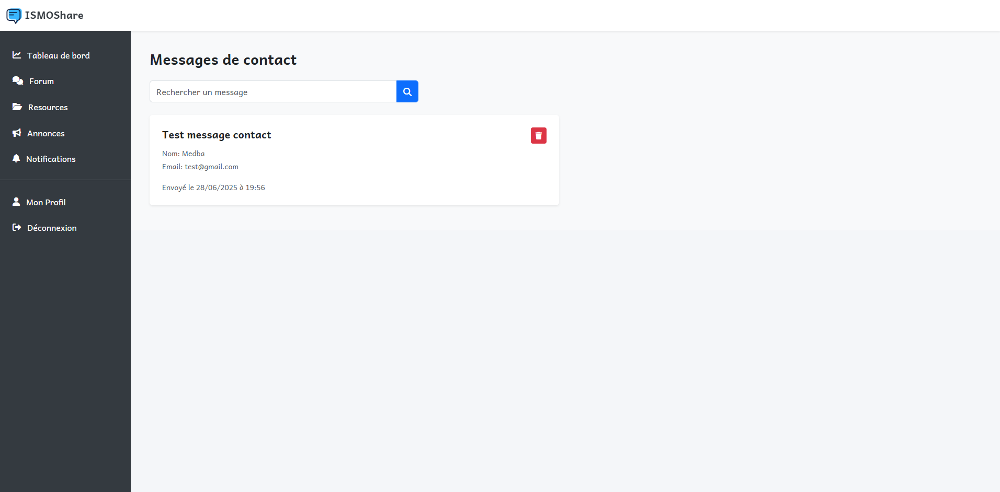 ISMOShare
Tableau de bord
Forum
Resources
Annonces
Notifications
Mon Profil
Déconnexion
Messages de contact
Rechercher un message
Test message contact
Nom: Medba
Email: test@gmail.com
Envoyé le 28/06/2025 à 19:56